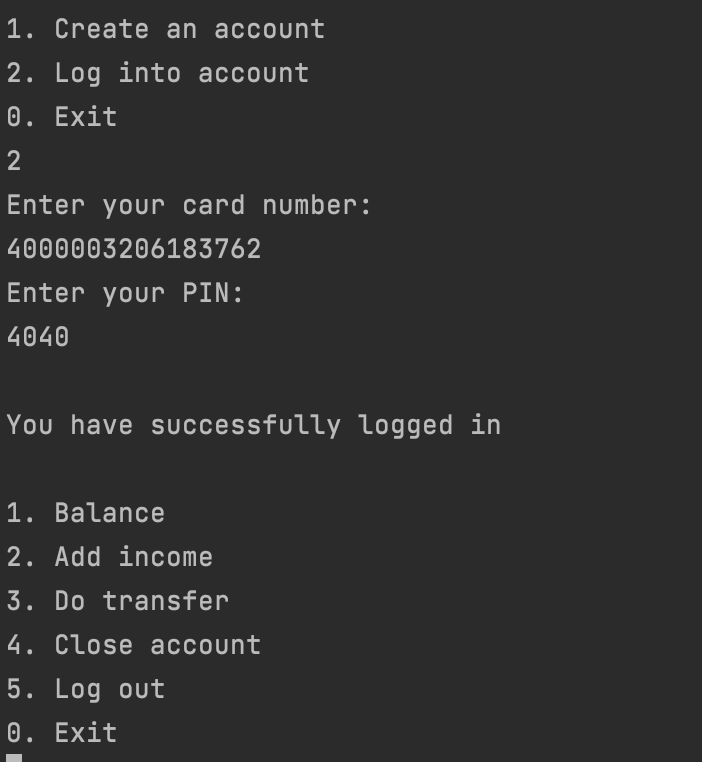 1. Create an account
2. Log into account
0. Exit
2
Enter your card number:
4000003206183762
Enter your PIN:
4040
You have successfully logged in
1. Balance
2. Add income
3. Do transfer
4. Close account
5. Log out
0. Exit